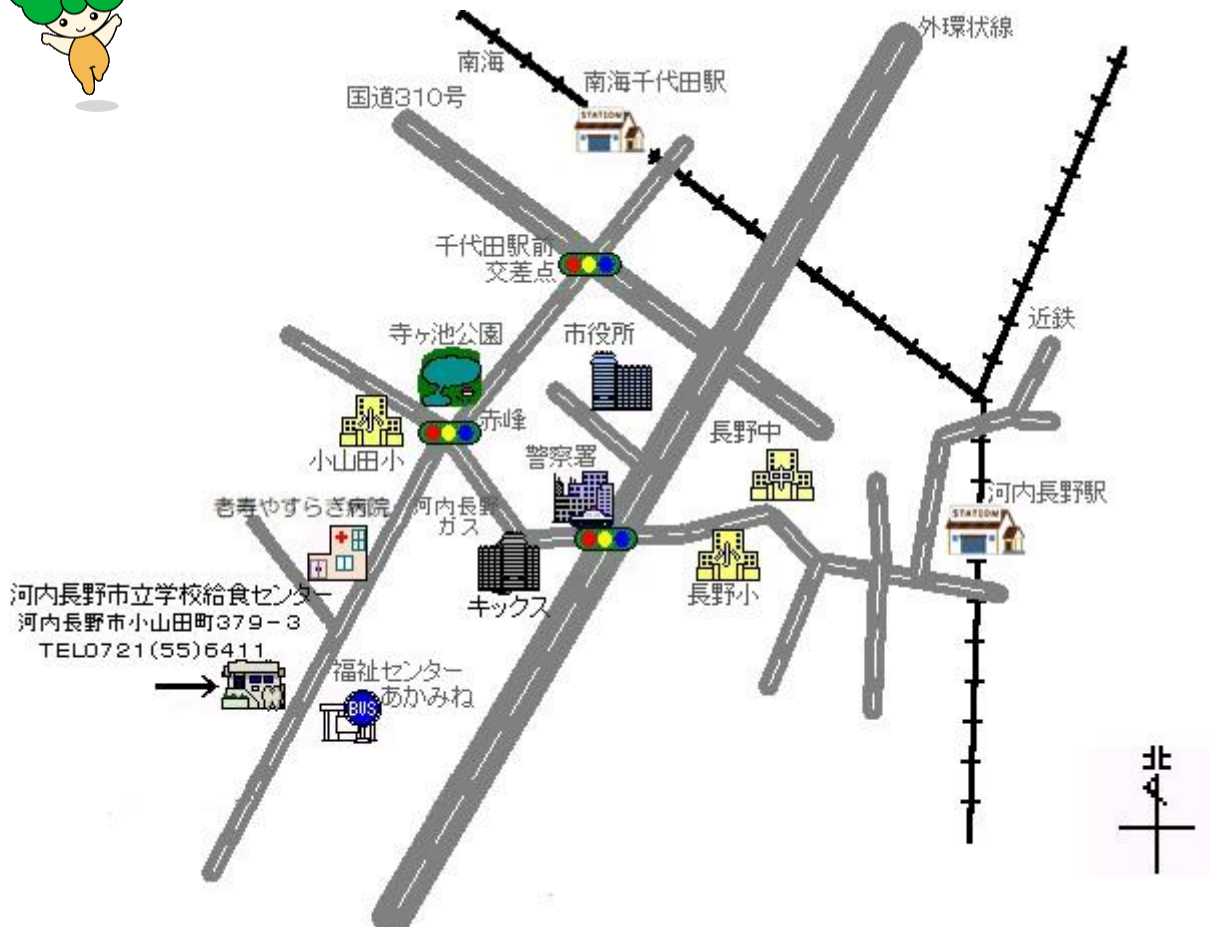 外環状線
南海
南海千代田駅
国道310号
STATION
千代田駅前
交差点
近鉄
寺ヶ池公園
市役所
赤峰
長野中
小
小山田小
警察署
中
河内長野駅
老寿やすらぎ病院
河内長野
ガス
STATION
小
長野小
キックス
河内長野市立学校給食センター
河内長野市小山田町379-3
TEL0721(55)6411
福祉センター
あかみね
BUS
北